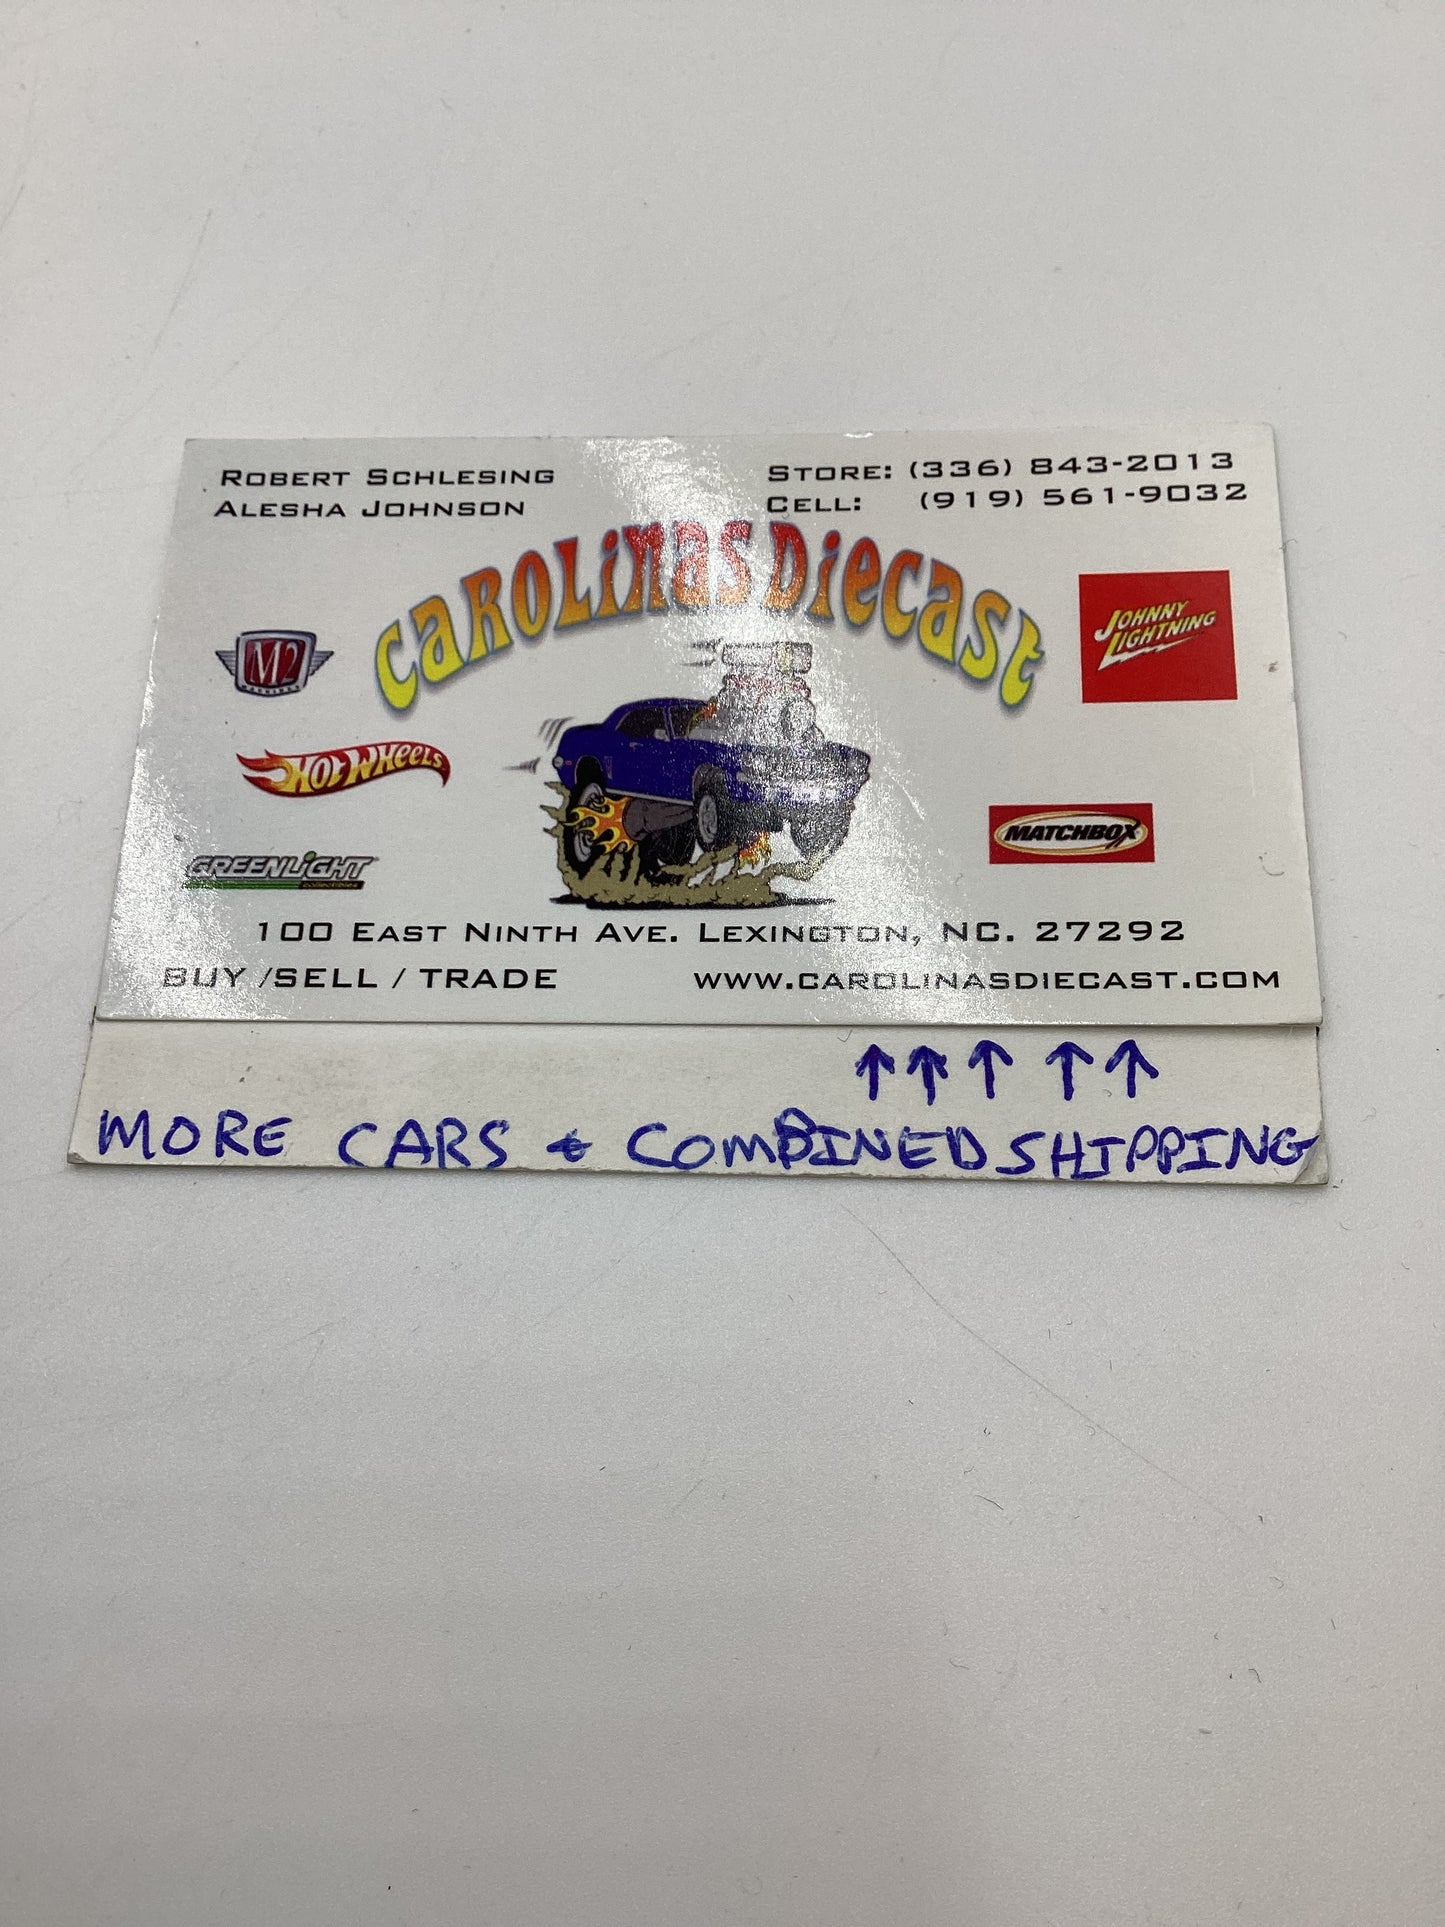 ROBERT SCHLESING
ALESHA JOHNSON
STORE: (336) 843-2013
CELL: (919) 561-9032
CAROLINAS DIECAST
M2
MACHINES
JOHNNY
LIGHTNING
HOT WHEELS
MATCHBOX
GREENLIGHT
collectibles
100 EAST NINTH AVE. LEXINGTON, NC. 27292
BUY /SELL / TRADE
WWW.CAROLINASDIECAST.COM
↑↑↑ ↑↑
MORE CARS & COMBINED SHIPPING